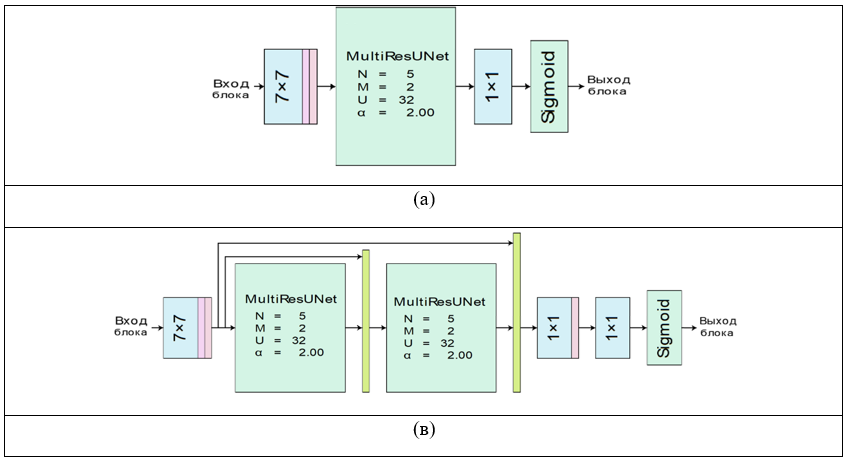 Вход
блока
7×7
MultiResUNet
N = 5
M = 2
U = 32
α = 2.00
1×1
Sigmoid
Выход
блока
(а)
Вход
блока
7×7
MultiResUNet
N = 5
M = 2
U = 32
α = 2.00
MultiResUNet
N = 5
M = 2
U = 32
α = 2.00
1×1
1×1
Sigmoid
Выход
блока
(в)